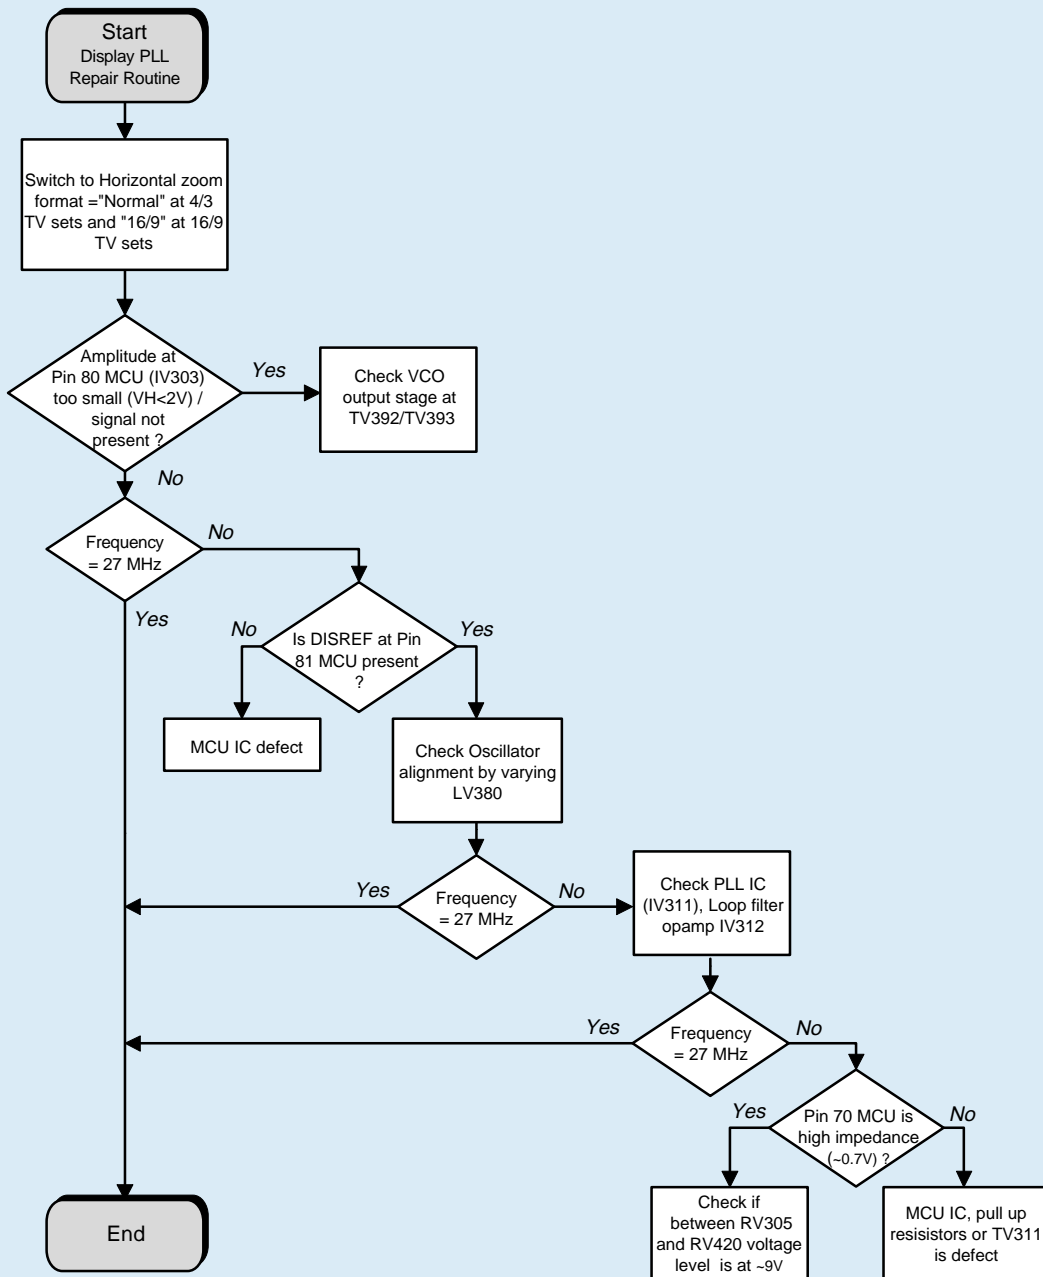 Start
Display PLL
Repair Routine
Switch to Horizontal zoom
format ="Normal" at 4/3
TV sets and "16/9" at 16/9
TV sets
Amplitude at
Pin 80 MCU (IV303)
too small (VH<2V) /
signal not
present ?
Yes
Check VCO
output stage at
TV392/TV393
No
Frequency
= 27 MHz
No
Yes
Is DISREF at Pin
81 MCU present
?
No
Yes
MCU IC defect
Check Oscillator
alignment by varying
LV380
Frequency
= 27 MHz
Yes
No
Check PLL IC
(IV311), Loop filter
opamp IV312
Frequency
= 27 MHz
Yes
No
Pin 70 MCU is
high impedance
(~0.7V) ?
Yes
No
Check if
between RV305
and RV420 voltage
level is at ~9V
MCU IC, pull up
resisistors or TV311
is defect
End